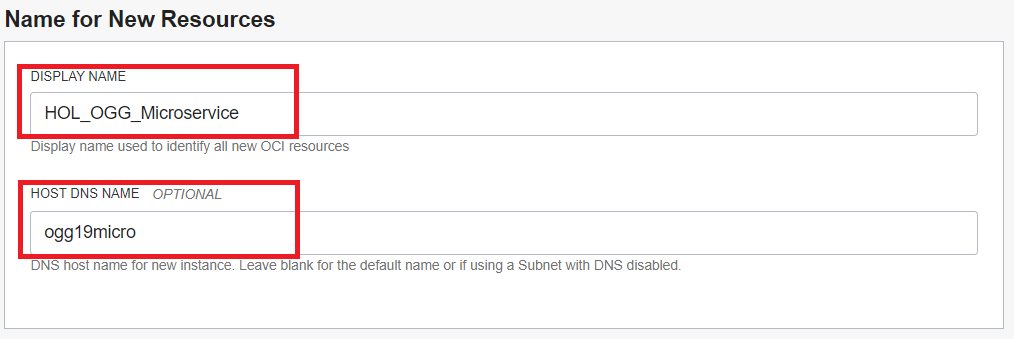 Name for New Resources
DISPLAY NAME
HOL_OGG_Microservice
Display name used to identify all new OCI resources
HOST DNS NAME OPTIONAL
ogg19micro
DNS host name for new instance. Leave blank for the default name or if using a Subnet with DNS disabled.